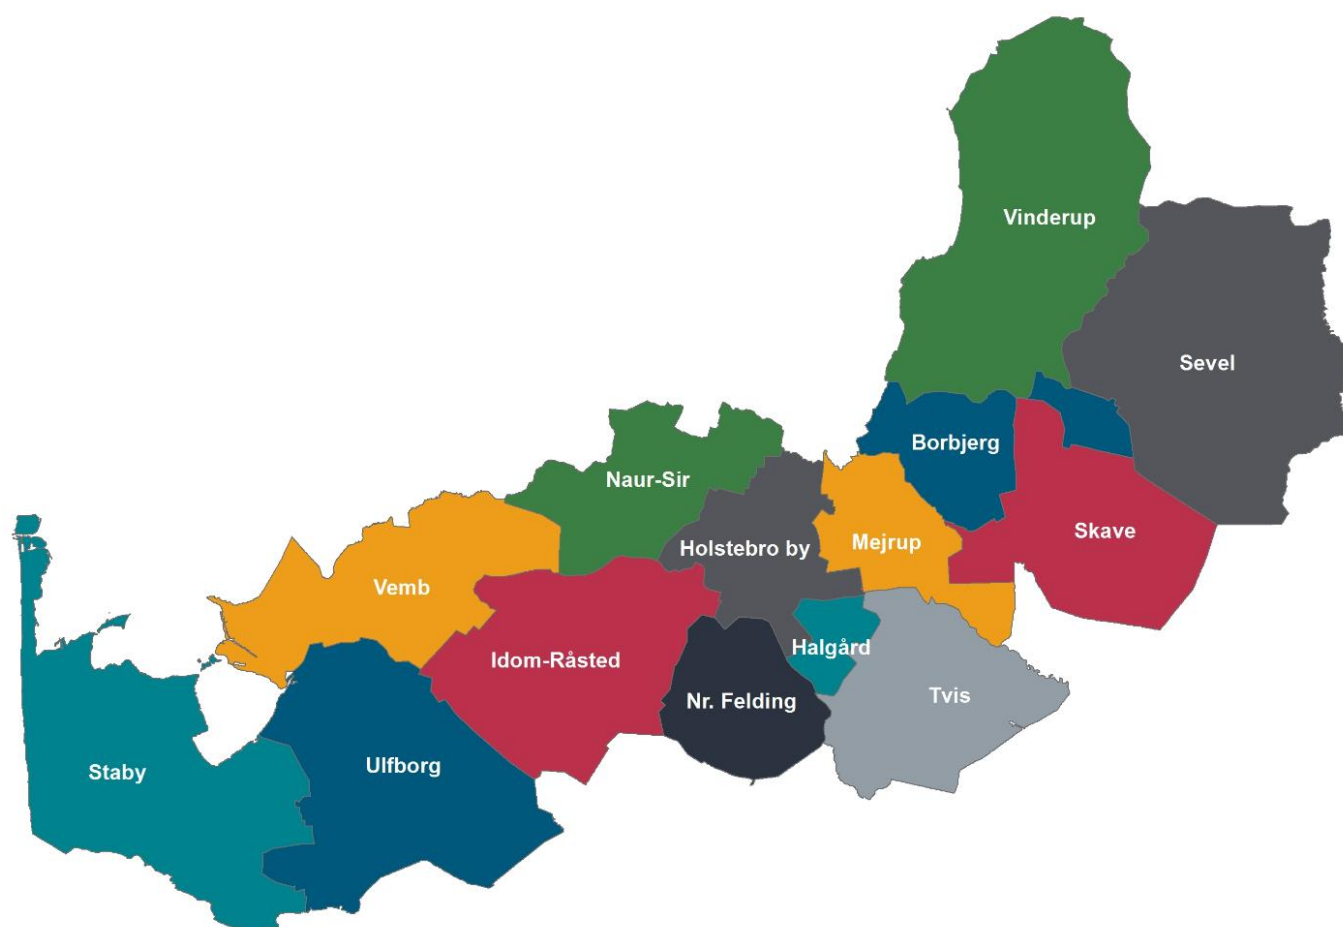 Vinderup
Sevel
Borbjerg
Naur-Sir
Skave
Holstebro by
Mejrup
Vemb
Halgård
Idom-Råsted
Tvis
Nr. Felding
Ulfborg
Staby